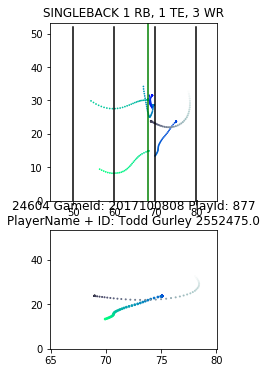 SINGLEBACK 1 RB, 1 TE, 3 WR
50
40
30
20
10
0
50 60 70 80
24604 GameId: 2017100808 PlayId: 877
PlayerName + ID: Todd Gurley 2552475.0
40
20
0
65 70 75 80